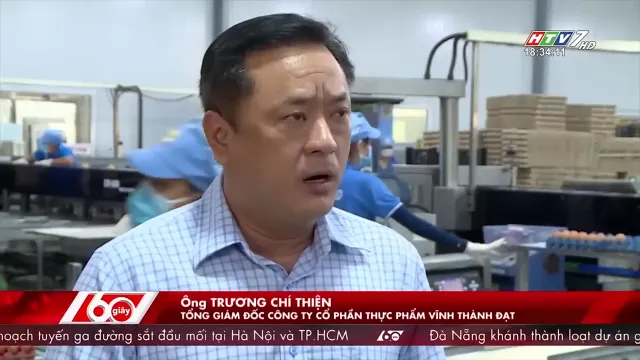 HTV7 HD
18:34:11
60 giây
Ông TRƯƠNG CHÍ THIỆN
TỔNG GIÁM ĐỐC CÔNG TY CỔ PHẦN THỰC PHẨM VĨNH THÀNH ĐẠT
hoạch tuyến ga đường sắt đầu mối tại Hà Nội và TP.HCM 60 Đà Nẵng khánh thành loạt dự án